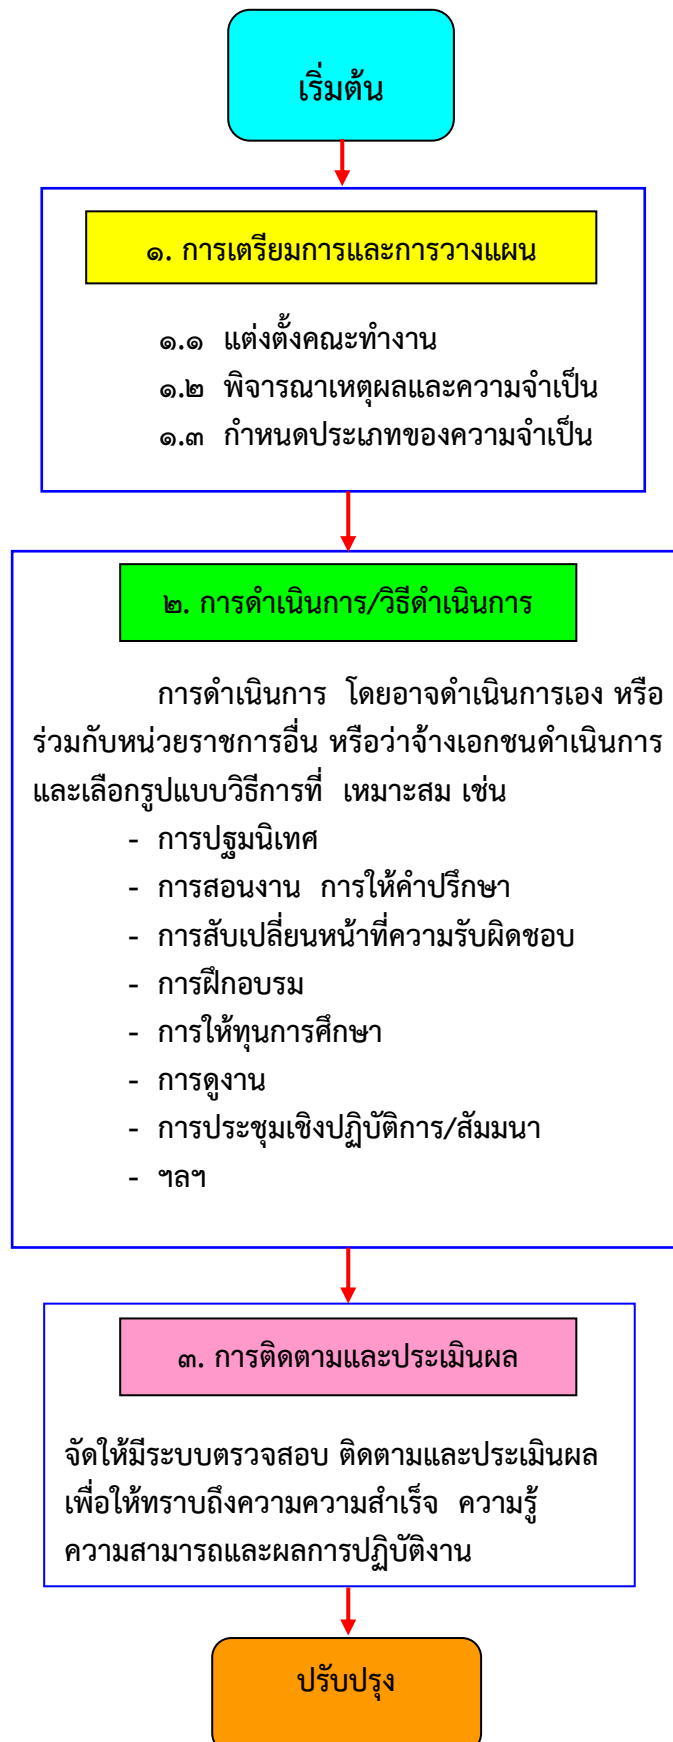 เริ่มต้น
๑. การเตรียมการและการวางแผน
๑.๑ แต่งตั้งคณะทำงาน
๑.๒ พิจารณาเหตุผลและความจำเป็น
๑.๓ กำหนดประเภทของความจำเป็น
๒. การดำเนินการ/วิธีดำเนินการ
การดำเนินการ โดยอาจดำเนินการเอง หรือ
ร่วมกับหน่วยราชการอื่น หรือว่าจ้างเอกชนดำเนินการ
และเลือกรูปแบบวิธีการที่ เหมาะสม เช่น
- การปฐมนิเทศ
- การสอนงาน การให้คำปรึกษา
- การสับเปลี่ยนหน้าที่ความรับผิดชอบ
- การฝึกอบรม
- การให้ทุนการศึกษา
- การดูงาน
- การประชุมเชิงปฏิบัติการ/สัมมนา
- ฯลฯ
๓. การติดตามและประเมินผล
จัดให้มีระบบตรวจสอบ ติดตามและประเมินผล
เพื่อให้ทราบถึงความความสำเร็จ ความรู้
ความสามารถและผลการปฏิบัติงาน
ปรับปรุง